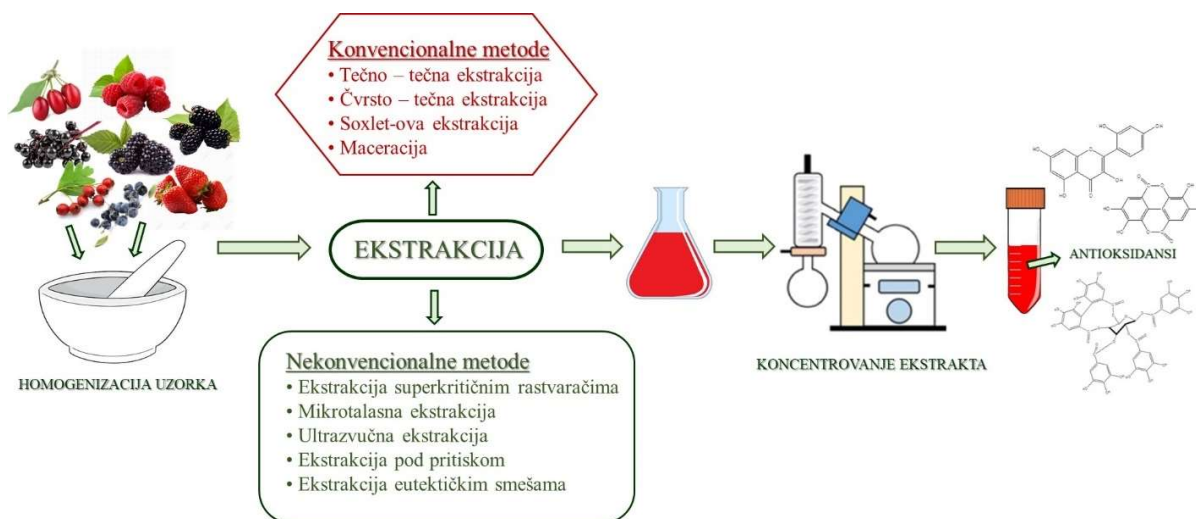 Konvencionalne metode
• Tečno – tečna ekstrakcija
• Čvrsto – tečna ekstrakcija
• Soxlet-ova ekstrakcija
• Maceracija
EKSTRAKCIJA
HOMOGENIZACIJA UZORKA
Nekonvencionalne metode
• Ekstrakcija superkritičnim rastvaračima
• Mikrotalasna ekstrakcija
• Ultrazvučna ekstrakcija
• Ekstrakcija pod pritiskom
• Ekstrakcija eutektičkim smešama
KONCENTROVANJE EKSTRAKTA
ANTIOKSIDANSI